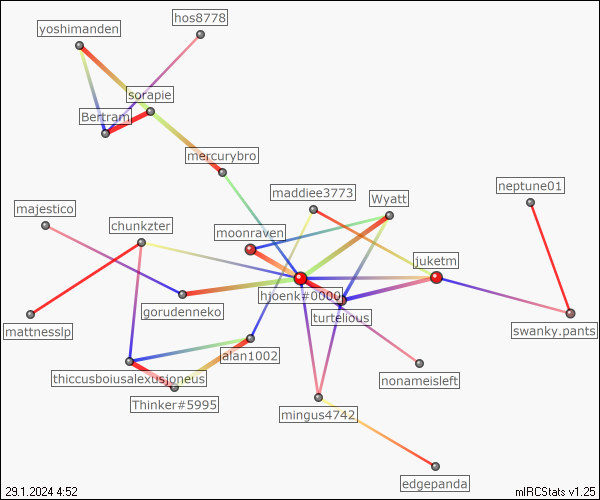 hos8778
yoshimanden
sorapie
Bertram
mercurybro
neptune01
maddiee3773
Wyatt
majestico
chunkzter
moonraven
juketm
hjoenk#0000
gorudenneko
turtelious
mattnesslp
swanky.pants
alan1002
thiccusboiusalexusjoneus
nonameisleft
Thinker#5995
mingus4742
edgepanda
29.1.2024 4:52
mIRCStats v1.25